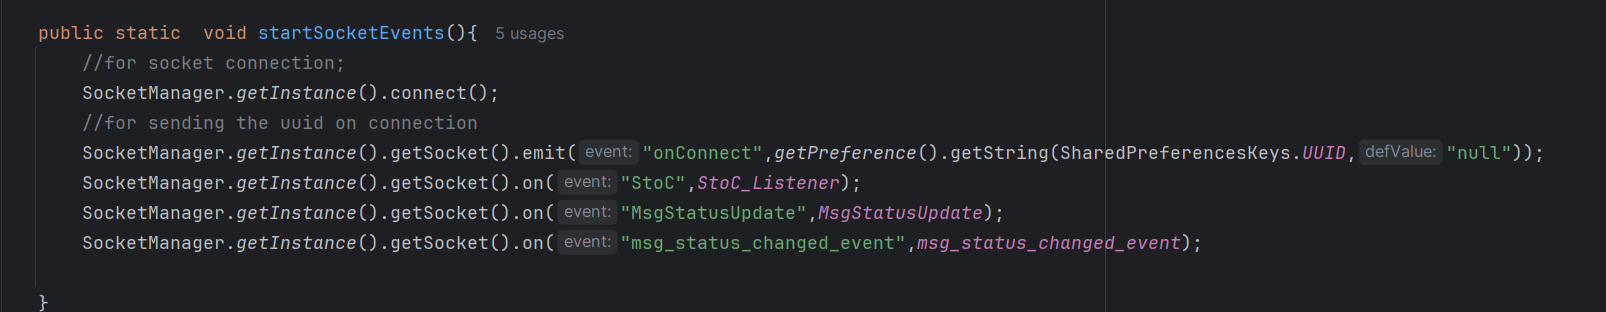 public static  void startSocketEvents(){ 5 usages
//for socket connection;
SocketManager.getInstance().connect();
//for sending the uuid on connection
SocketManager.getInstance().getSocket().emit( event: "onConnect",getPreference().getString(SharedPreferencesKeys.UUID, defValue: "null"));
SocketManager.getInstance().getSocket().on( event: "StoC",StoC_Listener);
SocketManager.getInstance().getSocket().on( event: "MsgStatusUpdate",MsgStatusUpdate);
SocketManager.getInstance().getSocket().on( event: "msg_status_changed_event",msg_status_changed_event);
}